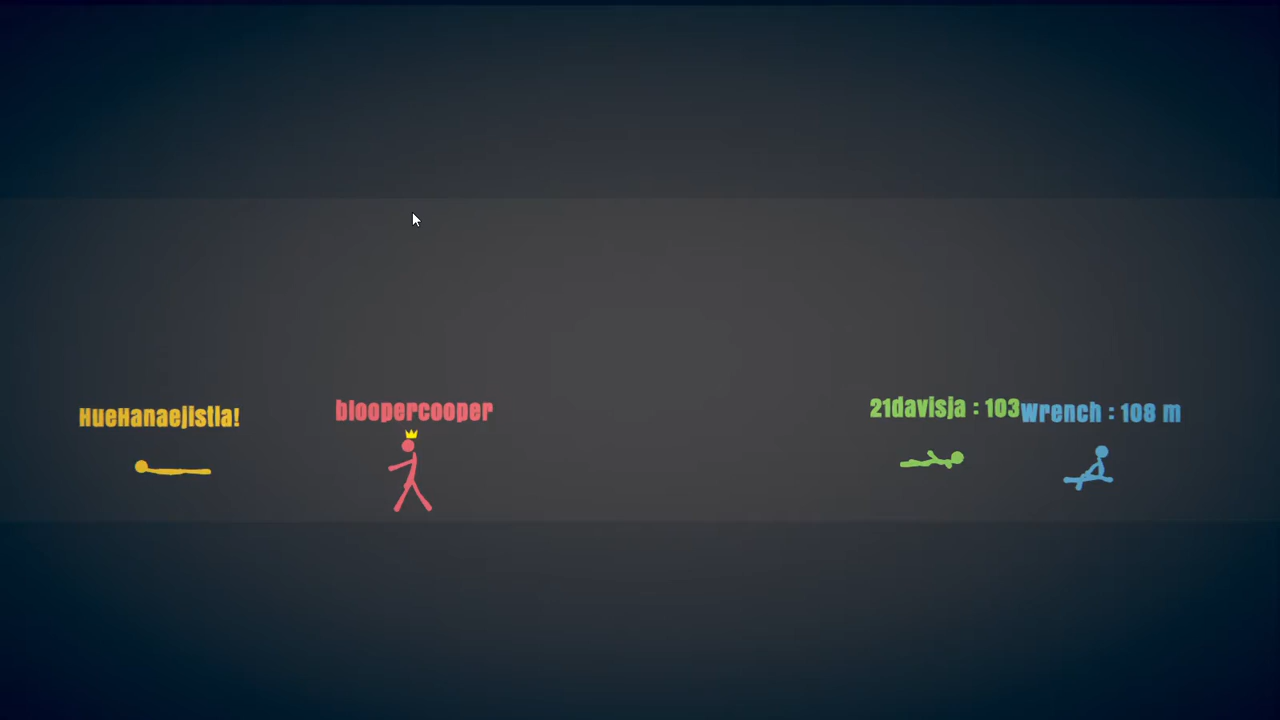 HueHanaejistla!
bloopercooper
21davisja : 103
Wrench : 108 m